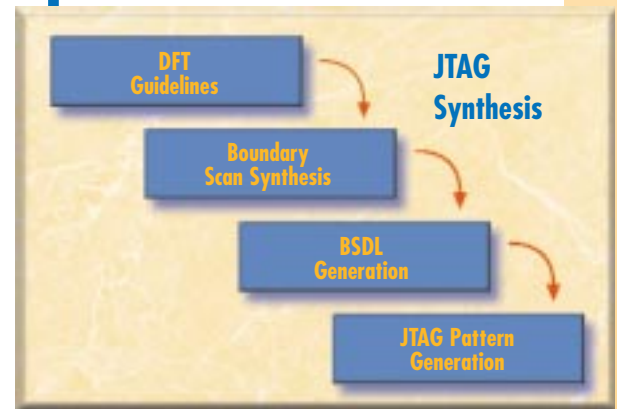 DFT
Guidelines
JTAG
Synthesis
Boundary
Scan Synthesis
BSDL
Generation
JTAG Pattern
Generation